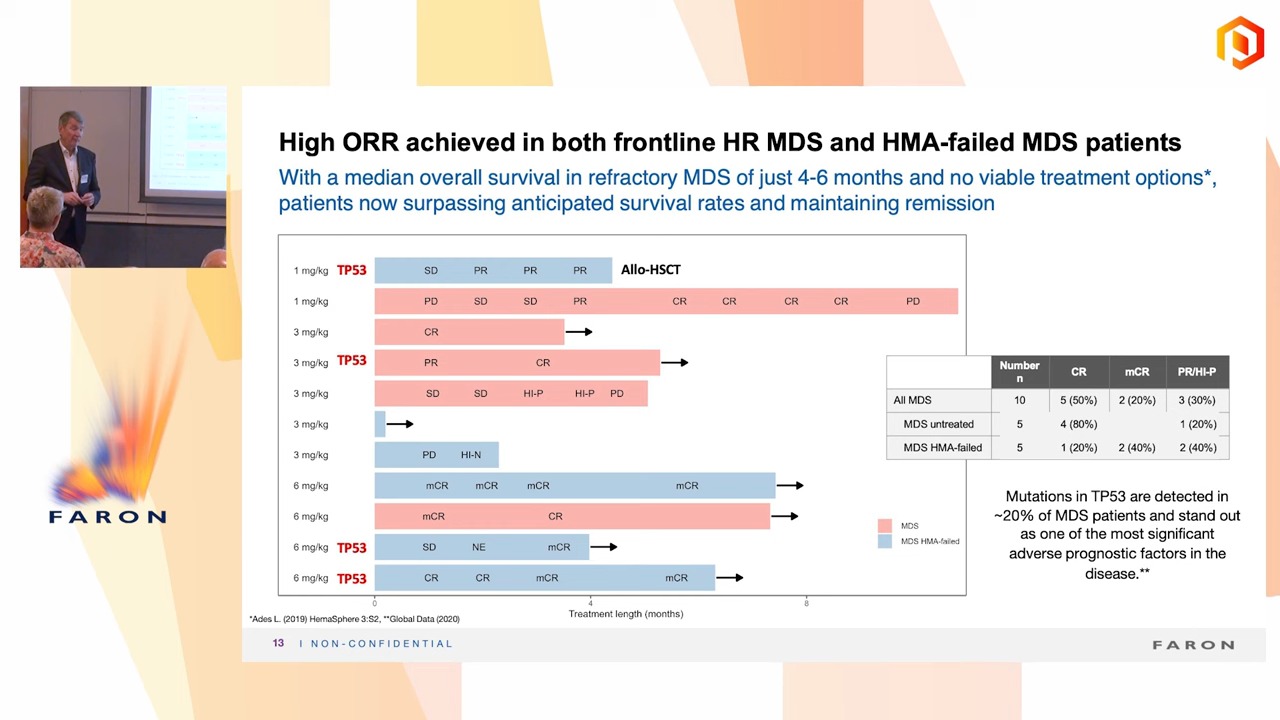 High ORR achieved in both frontline HR MDS and HMA-failed MDS patients
With a median overall survival in refractory MDS of just 4-6 months and no viable treatment options*,
patients now surpassing anticipated survival rates and maintaining remission
1 mg/kg TP53 SD PR PR PR Allo-HSCT
1 mg/kg PD SD SD PR CR CR CR CR PD
3 mg/kg CR
3 mg/kg TP53 PR CR
3 mg/kg SD SD HI-P HI-P PD
3 mg/kg
3 mg/kg PD HI-N
6 mg/kg mCR mCR mCR mCR
6 mg/kg mCR CR
6 mg/kg TP53 SD NE mCR
6 mg/kg TP53 CR CR mCR mCR
MDS
MDS HMA-failed
0 4 8
Treatment length (months)
Number n CR mCR PR/HI-P
All MDS 10 5 (50%) 2 (20%) 3 (30%)
MDS untreated 5 4 (80%) 1 (20%)
MDS HMA-failed 5 1 (20%) 2 (40%) 2 (40%)
Mutations in TP53 are detected in
~20% of MDS patients and stand out
as one of the most significant
adverse prognostic factors in the
disease.**
*Ades L. (2019) HemaSphere 3:S2, **Global Data (2020)
13 I NON-CONFIDENTIAL
FARON
FARON